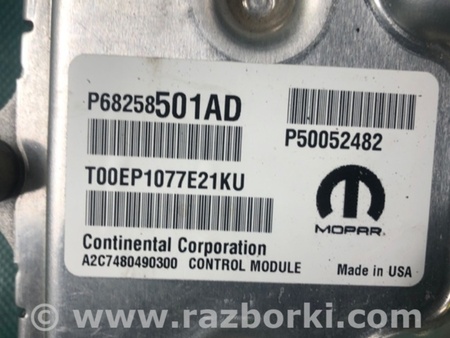 P68258501AD
P50052482
T00EP1077E21KU
MOPAR
Continental Corporation
A2C7480490300 CONTROL MODULE
Made in USA
© www.razborki.com